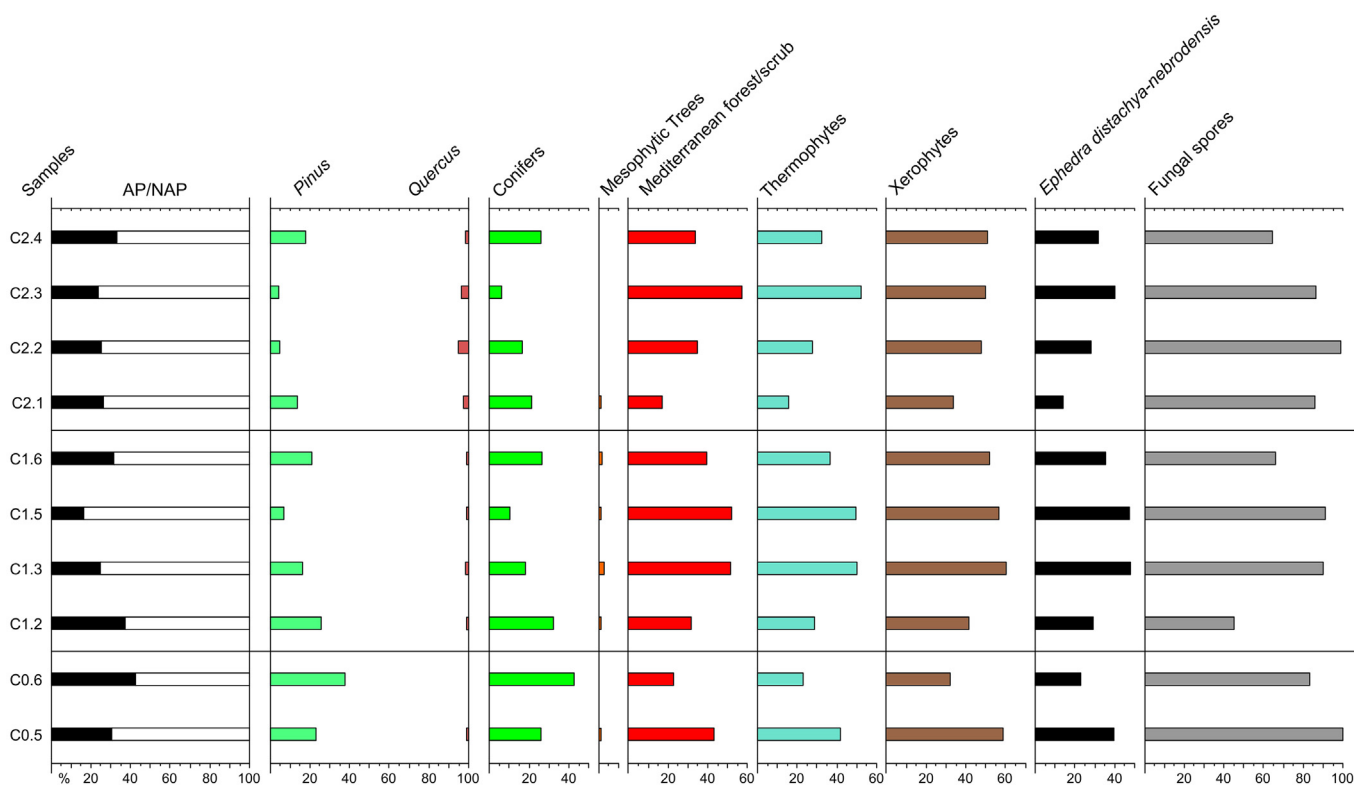 Samples
AP/NAP
Pinus
Quercus
Conifers
Mesophytic Trees
Mediterranean forest/scrub
Thermophytes
Xerophytes
Ephedra distachya-nebrodensis
Fungal spores
C2.4
C2.3
C2.2
C2.1
C1.6
C1.5
C1.3
C1.2
C0.6
C0.5
% 20 40 60 80 100 20 40 60 80 100 20 40 20 40 60 20 40 60 20 40 60 20 40 20 40 60 80 100